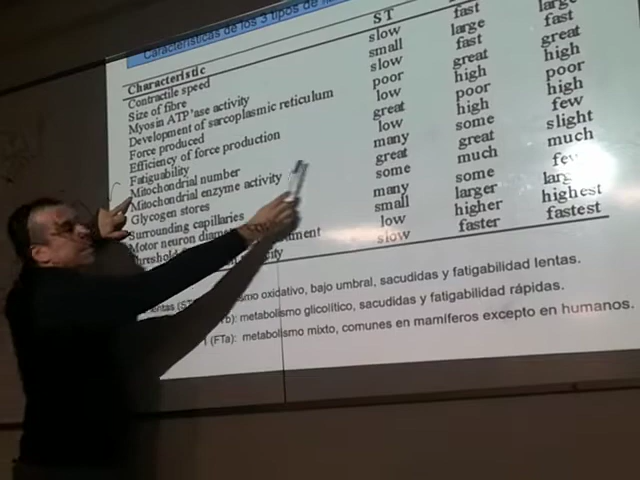 Características de los 3 tipos de
Characteristic ST
Contractile speed slow fast
Size of fibre small large large
Myosin ATP'ase activity slow fast fast
Development of sarcoplasmic reticulum poor great great
Force produced low high high
Efficiency of force production great poor poor
Fatiguability low high high
Mitochondrial number many some few
Mitochondrial enzyme activity great great slight
Glycogen stores some much much
Surrounding capillaries many some
Motor neuron small larger
low higher highest
slow faster fastest
oxidativo, bajo umbral, sacudidas y fatigabilidad lentas.
metabolismo glicolítico, sacudidas y fatigabilidad rápidas.
(FTa): metabolismo mixto, comunes en mamíferos excepto en humanos.